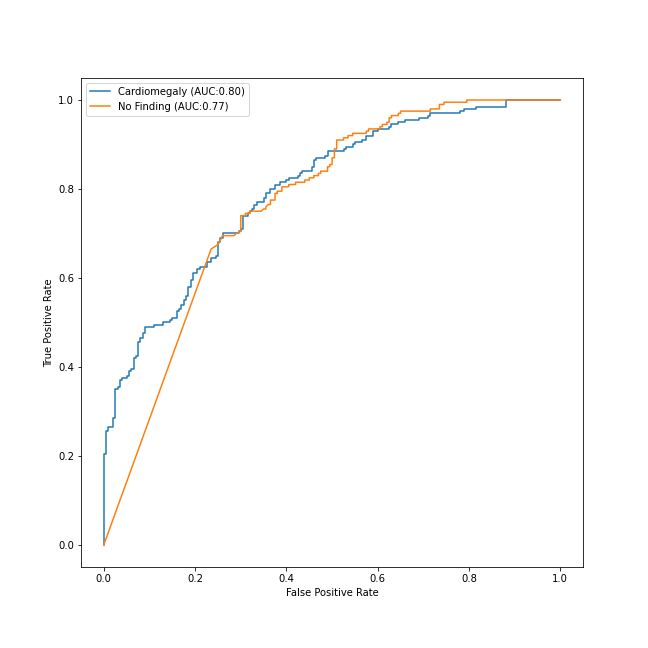 Cardiomegaly (AUC:0.80)
No Finding (AUC:0.77)
1.0
0.8
0.6
0.4
0.2
0.0
True Positive Rate
0.0 0.2 0.4 0.6 0.8 1.0
False Positive Rate